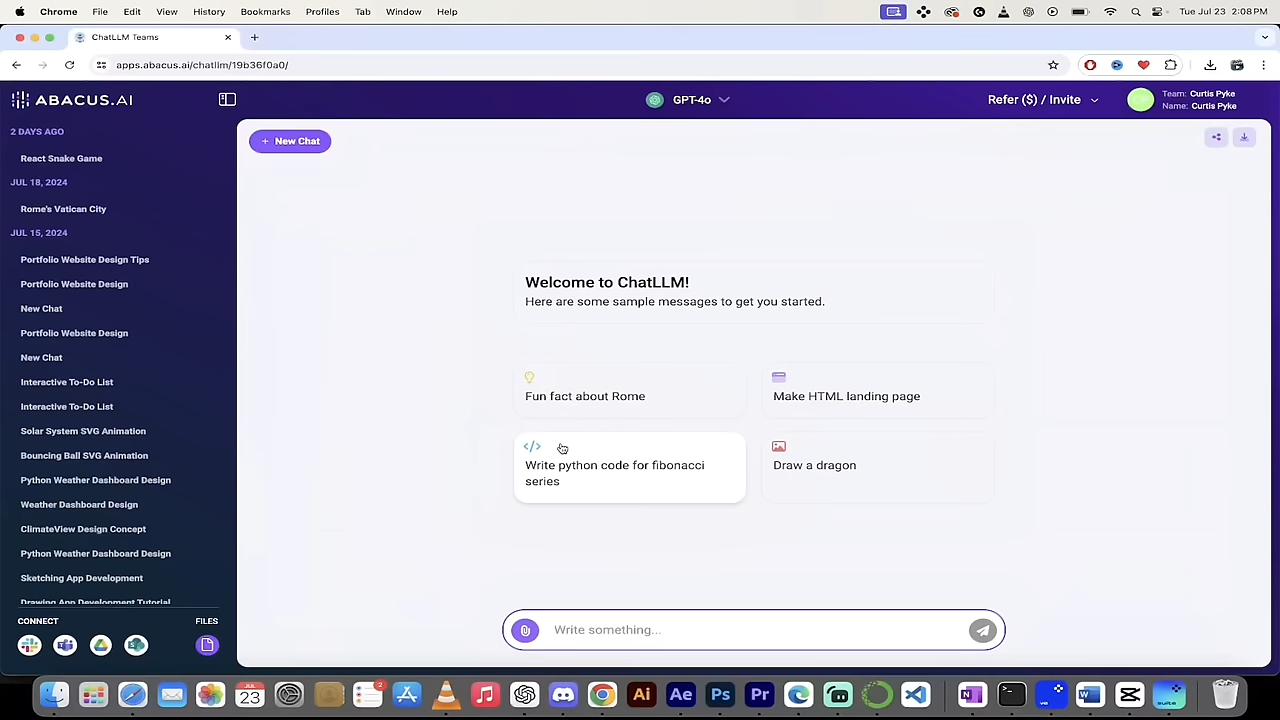 Chrome File Edit View History Bookmarks Profiles Tab Window Help Tue Jul 23 2:08 PM
ChatLLM Teams
apps.abacus.ai/chatllm/19b36f0a0/
ABACUS.AI
GPT-4o
Refer ($) / Invite
Team: Curtis Pyke
Name: Curtis Pyke
2 DAYS AGO
React Snake Game
JUL 18, 2024
Rome's Vatican City
JUL 15, 2024
Portfolio Website Design Tips
Portfolio Website Design
New Chat
Portfolio Website Design
New Chat
Interactive To-Do List
Interactive To-Do List
Solar System SVG Animation
Bouncing Ball SVG Animation
Python Weather Dashboard Design
Weather Dashboard Design
ClimateView Design Concept
Python Weather Dashboard Design
Sketching App Development
Drawing App Development Tutorial
CONNECT FILES
+ New Chat
Welcome to ChatLLM!
Here are some sample messages to get you started.
Fun fact about Rome
Make HTML landing page
</>
Write python code for fibonacci
series
Draw a dragon
Write something...
JUL
23
Ai Ae Ps Pr
N W
suite